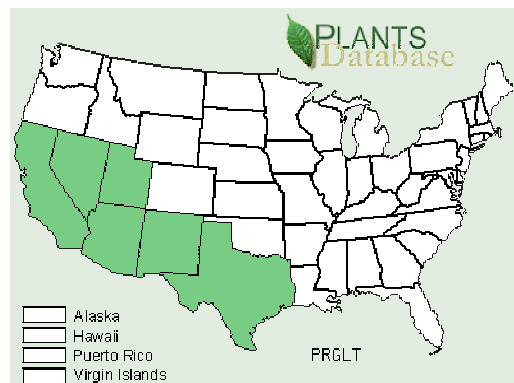 PLANTS
Database
Alaska
Hawaii
Puerto Rico
Virgin Islands
PRGLT